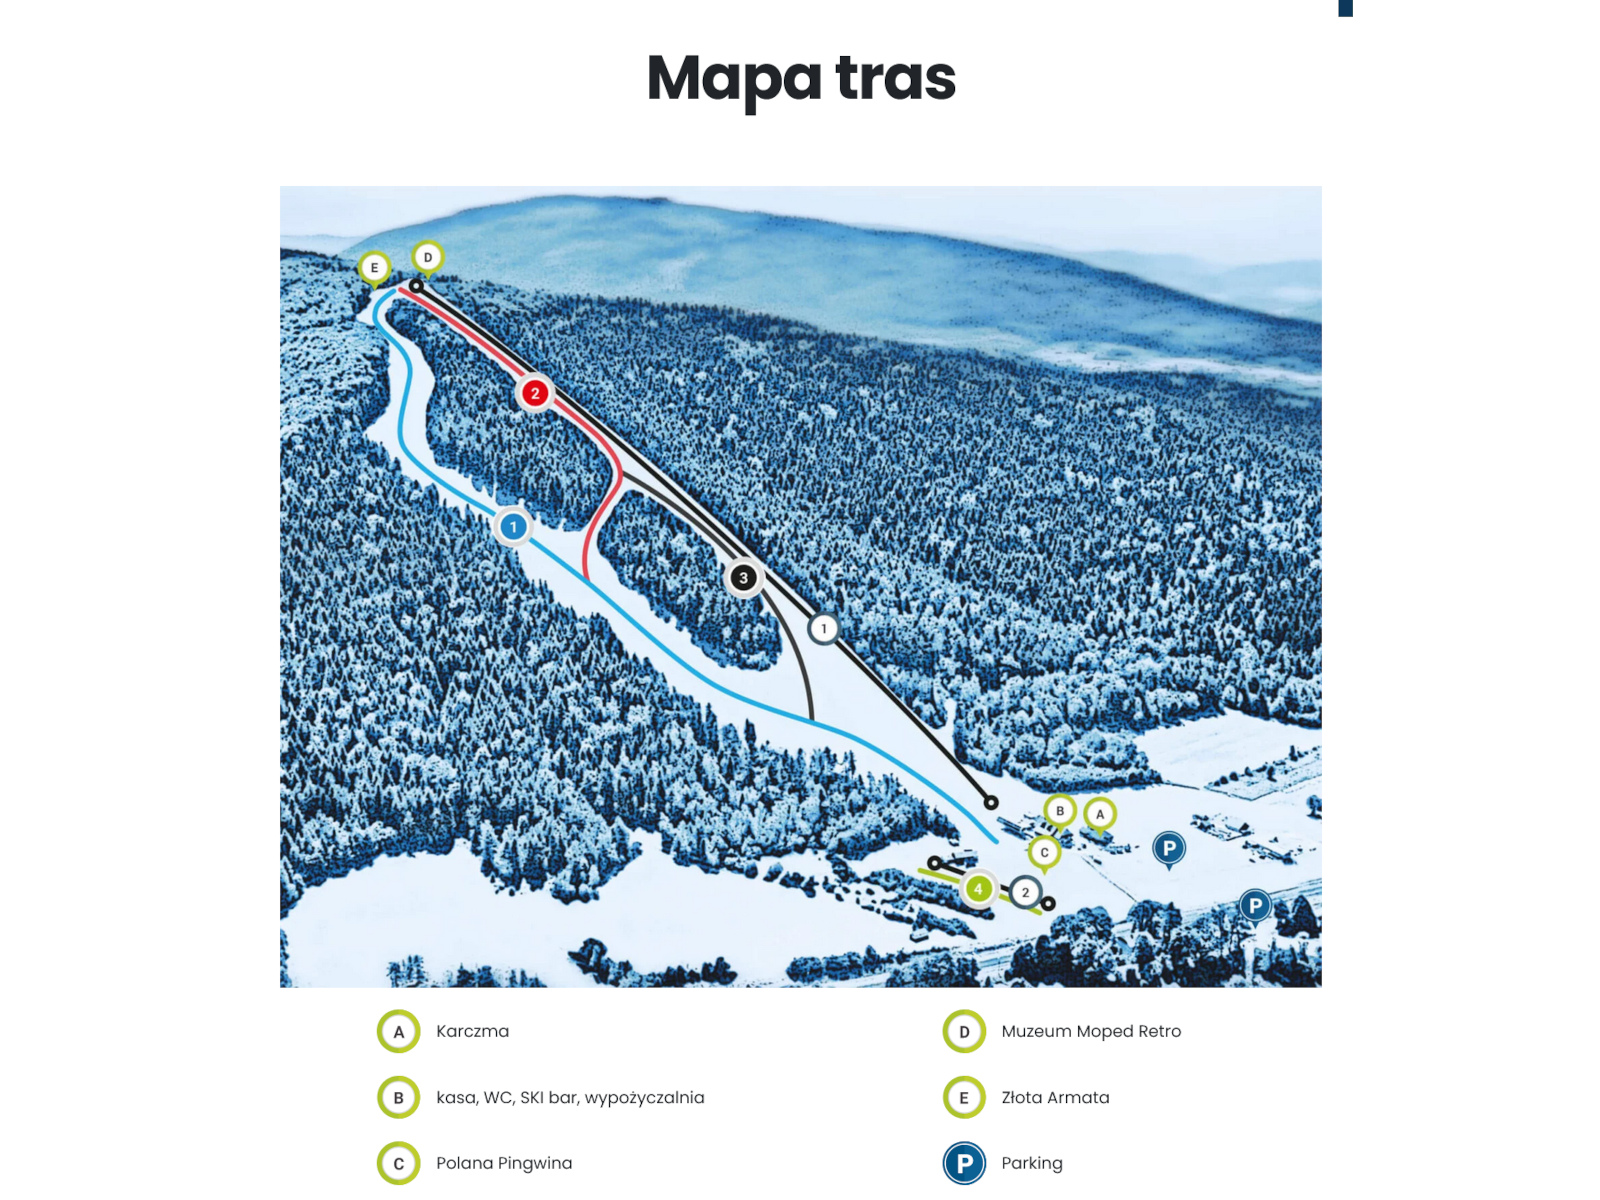 Mapa tras
E
D
2
1
3
1
B
A
C
P
4
2
P
A Karczma
D Muzeum Moped Retro
B kasa, WC, SKI bar, wypożyczalnia
E Złota Armata
C Polana Pingwina
P Parking